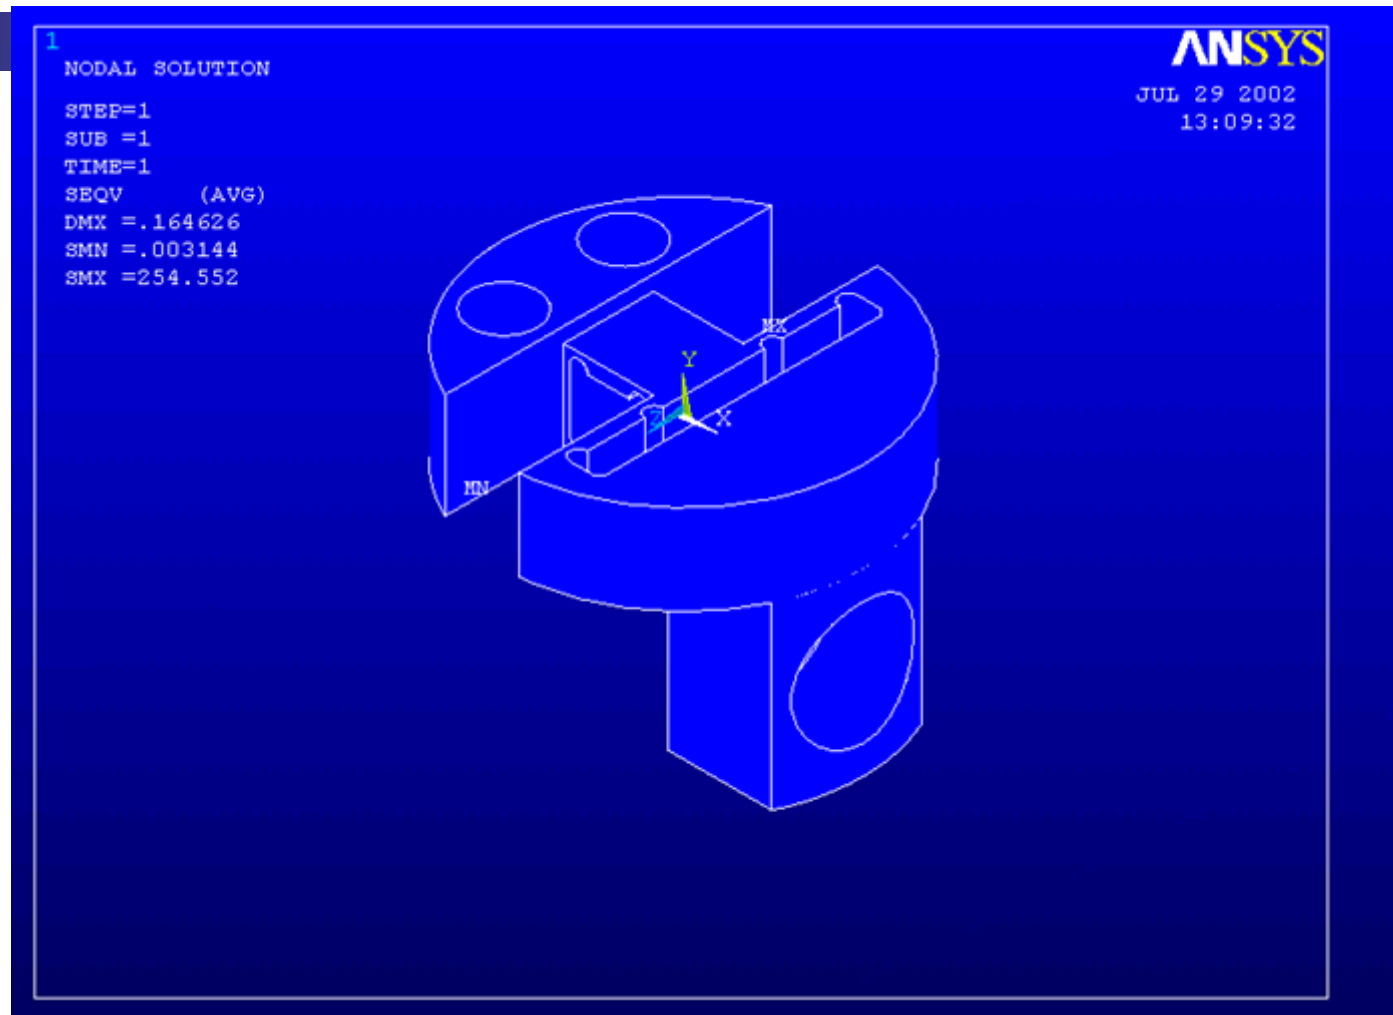 1
NODAL SOLUTION
STEP=1
SUB =1
TIME=1
SEQV (AVG)
DMX =.164626
SMN =.003144
SMX =254.552
ANSYS
JUL 29 2002
13:09:32
MX
Y
Z
X
MN